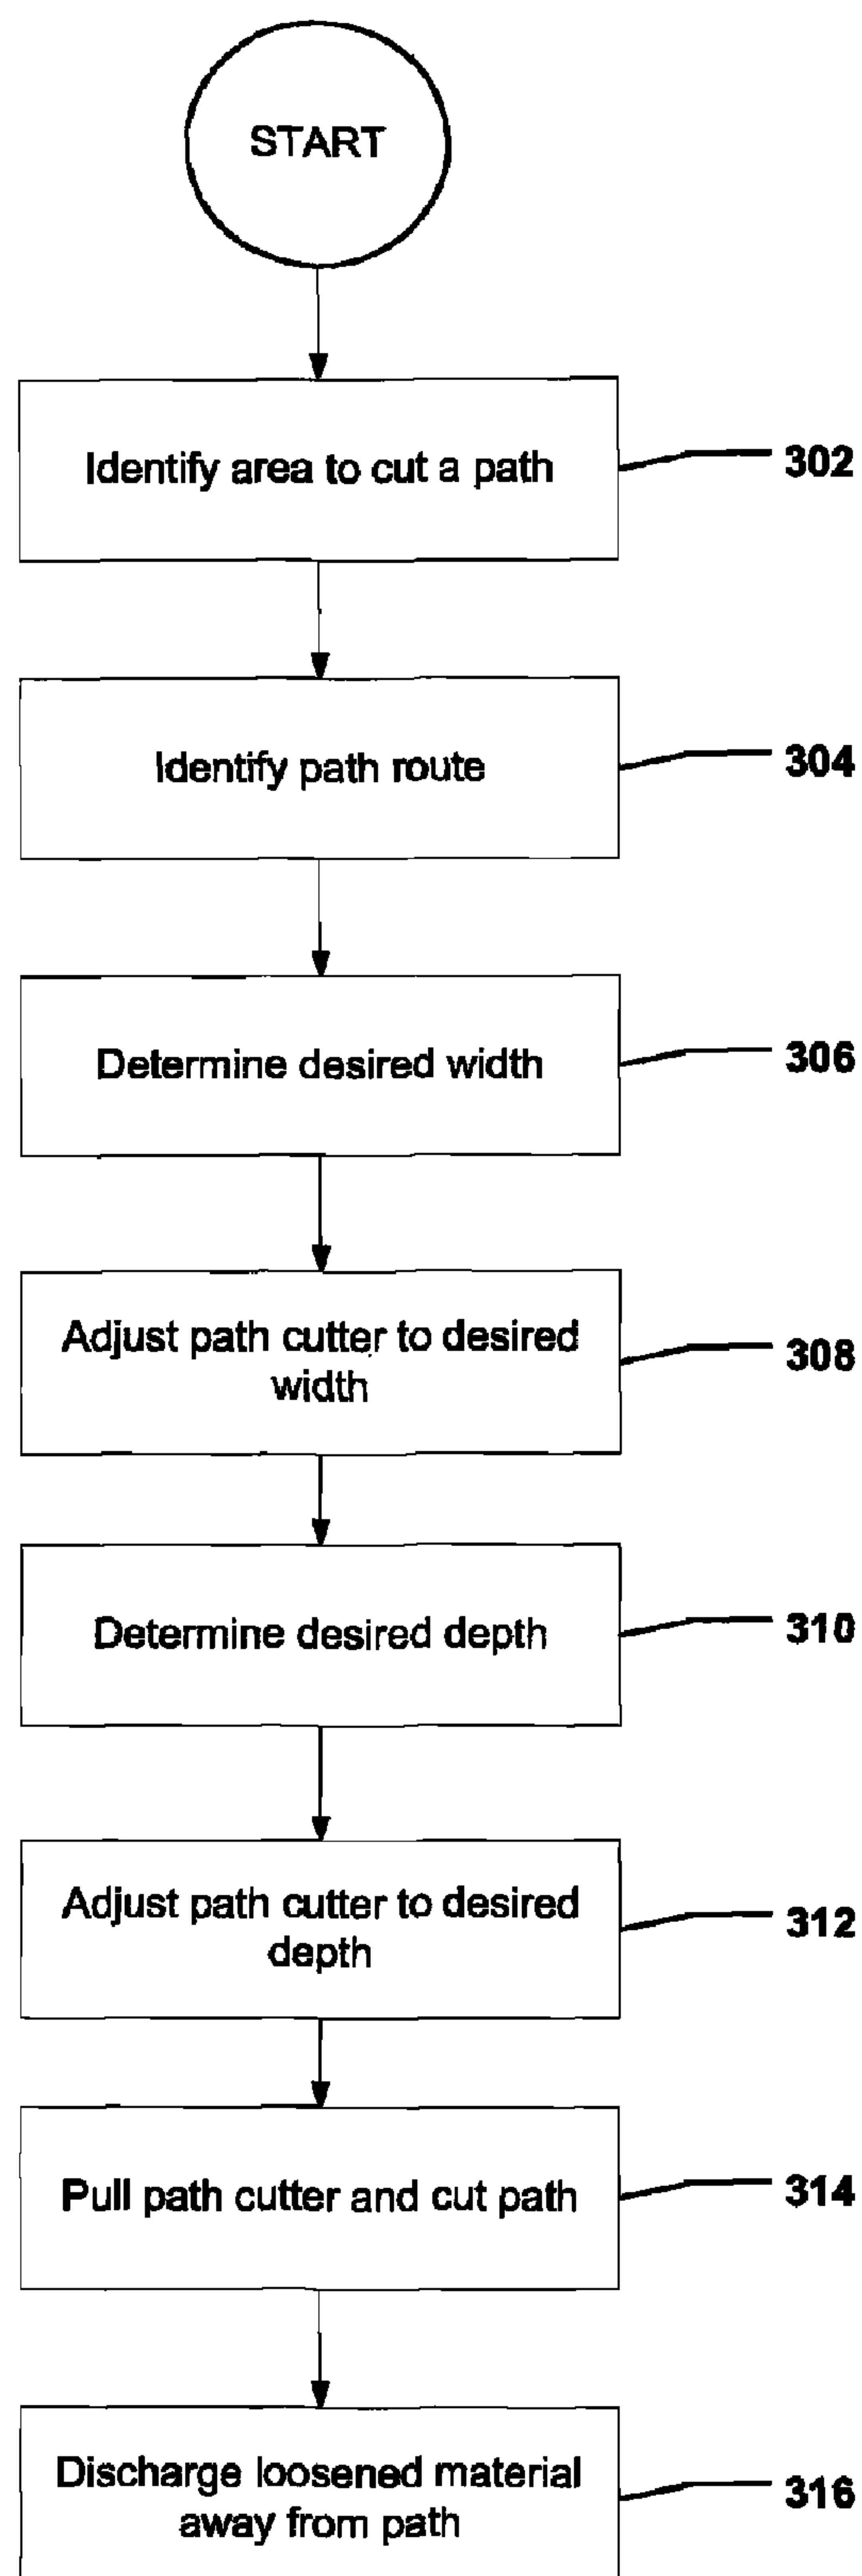 START
Identify area to cut a path
302
Identify path route
304
Determine desired width
306
Adjust path cutter to desired
width
308
Determine desired depth
310
Adjust path cutter to desired
depth
312
Pull path cutter and cut path
314
Discharge loosened material
away from path
316